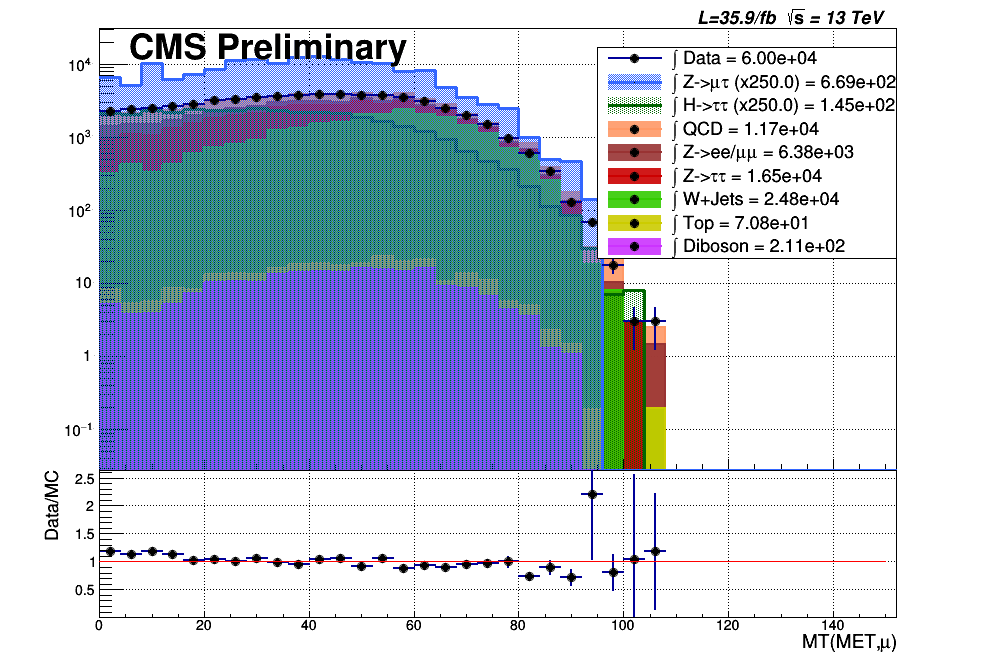 L=35.9/fb √s = 13 TeV
CMS Preliminary
∫ Data = 6.00e+04
∫ Z->μτ (x250.0) = 6.69e+02
∫ H->ττ (x250.0) = 1.45e+02
∫ QCD = 1.17e+04
∫ Z->ee/μμ = 6.38e+03
∫ Z->ττ = 1.65e+04
∫ W+Jets = 2.48e+04
∫ Top = 7.08e+01
∫ Diboson = 2.11e+02
10⁴
10³
10²
10
1
10⁻¹
Data/MC
2.5
2
1.5
1
0.5
0 20 40 60 80 100 120 140
MT(MET,μ)